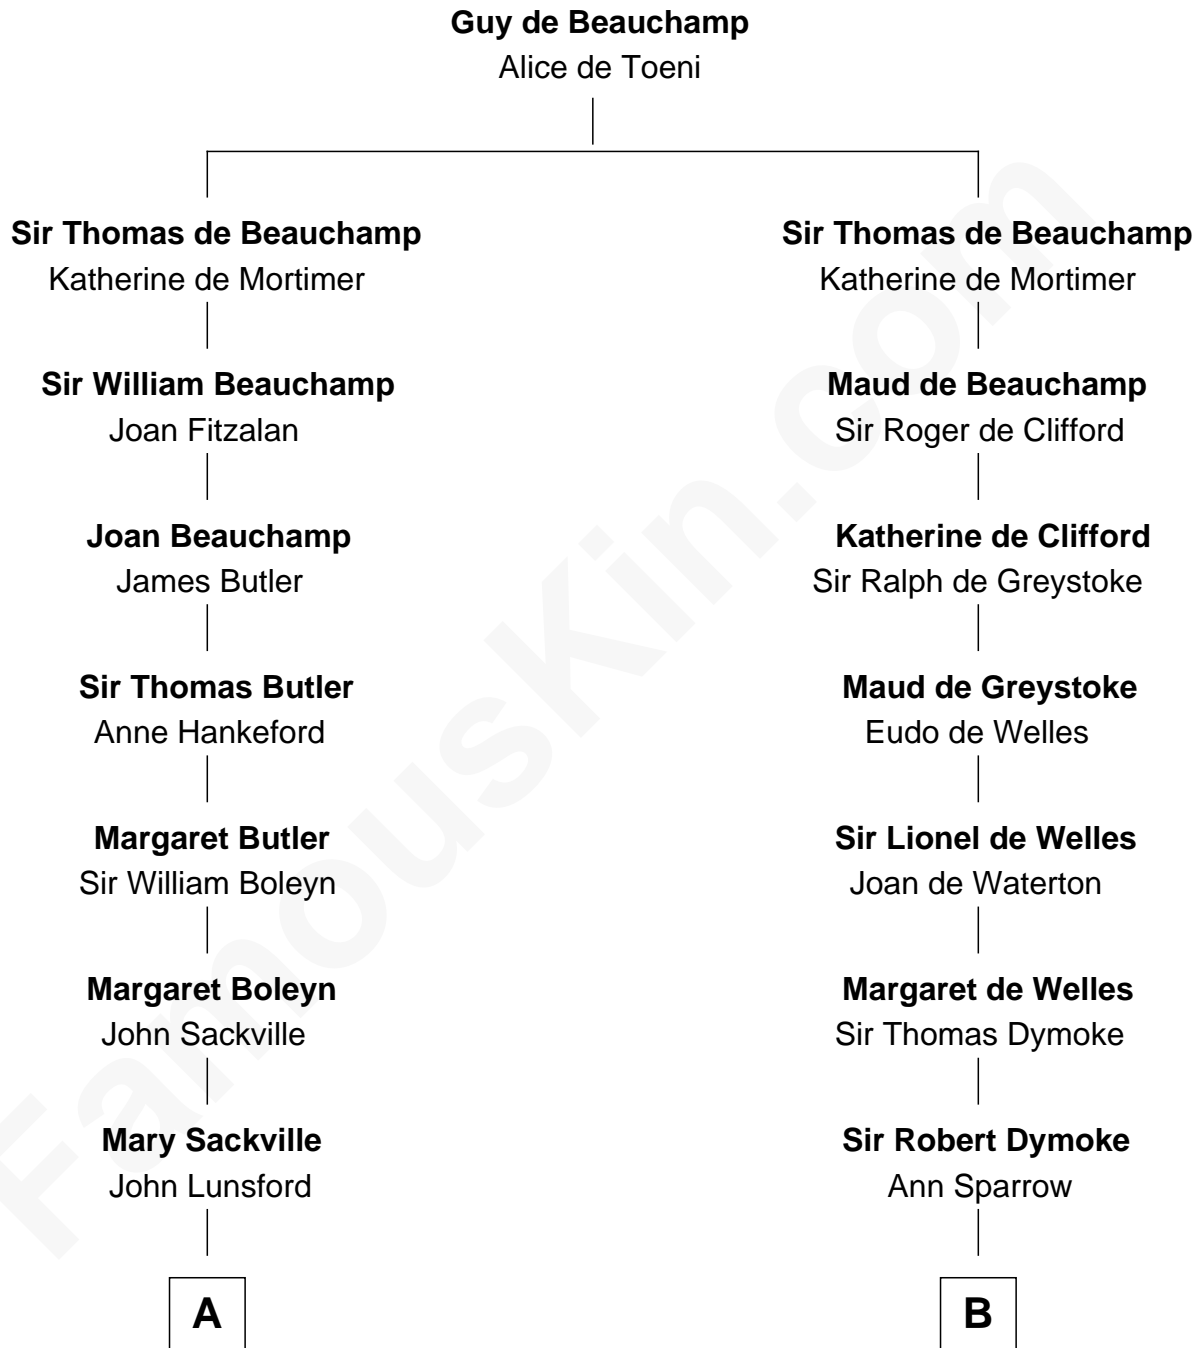 Guy de Beauchamp
Alice de Toeni
Sir Thomas de Beauchamp
Katherine de Mortimer
Sir Thomas de Beauchamp
Katherine de Mortimer
Sir William Beauchamp
Joan Fitzalan
Maud de Beauchamp
Sir Roger de Clifford
Joan Beauchamp
James Butler
Katherine de Clifford
Sir Ralph de Greystoke
Sir Thomas Butler
Anne Hankeford
Maud de Greystoke
Eudo de Welles
Margaret Butler
Sir William Boleyn
Sir Lionel de Welles
Joan de Waterton
Margaret Boleyn
John Sackville
Margaret de Welles
Sir Thomas Dymoke
Mary Sackville
John Lunsford
Sir Robert Dymoke
Ann Sparrow
A
B
FamousKin.com